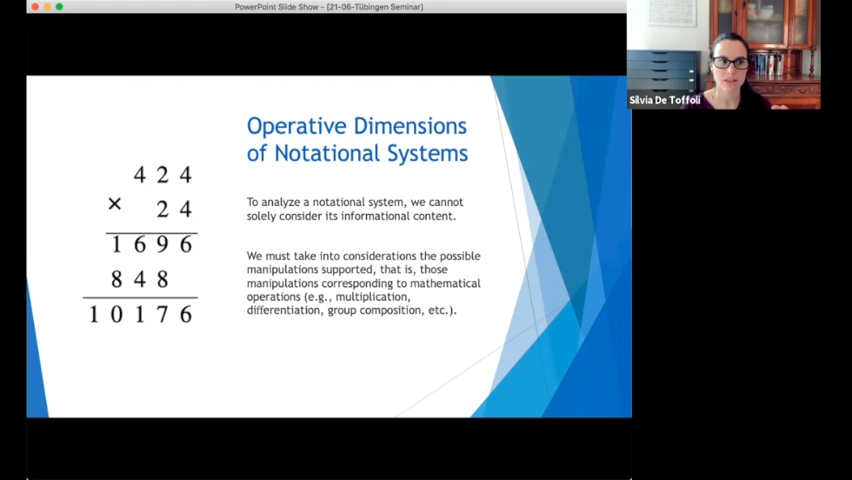 PowerPoint Slide Show - [21-06-Tübingen Seminar]
Silvia De Toffoli
Operative Dimensions
of Notational Systems
4 2 4
× 2 4
1 6 9 6
8 4 8
1 0 1 7 6
To analyze a notational system, we cannot
solely consider its informational content.
We must take into considerations the possible
manipulations supported, that is, those
manipulations corresponding to mathematical
operations (e.g., multiplication,
differentiation, group composition, etc.).